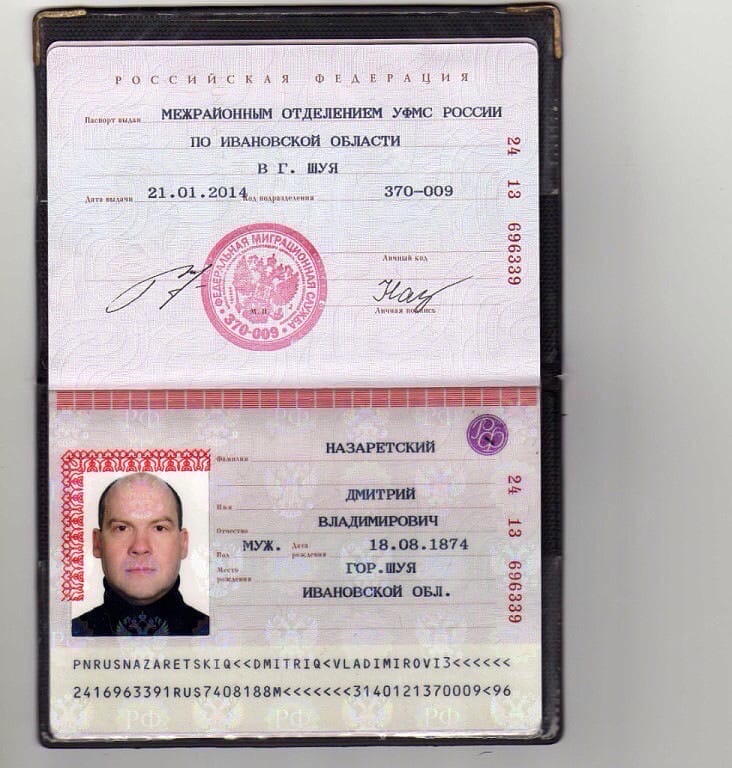 РОССИЙСКАЯ ФЕДЕРАЦИЯ
Паспорт выдан МЕЖРАЙОННЫМ ОТДЕЛЕНИЕМ УФМС РОССИИ
ПО ИВАНОВСКОЙ ОБЛАСТИ
В Г. ШУЯ
Дата выдачи 21.01.2014 Код подразделения 370-009
24 13 696339
ФЕДЕРАЛЬНАЯ МИГРАЦИОННАЯ СЛУЖБА
370-009
М. П.
Личный код
Личная подпись
РФ
Фамилия НАЗАРЕТСКИЙ
Имя ДМИТРИЙ
Отчество ВЛАДИМИРОВИЧ
Пол МУЖ. Дата рождения 18.08.1874
Место рождения ГОР.ШУЯ
ИВАНОВСКОЙ ОБЛ.
24 13 696339
PNRUSNAZARETSKIQ<<DMITRIQ<VLADIMIROVI3<<<<<<
2416963391RUS7408188M<<<<<<<3140121370009<96